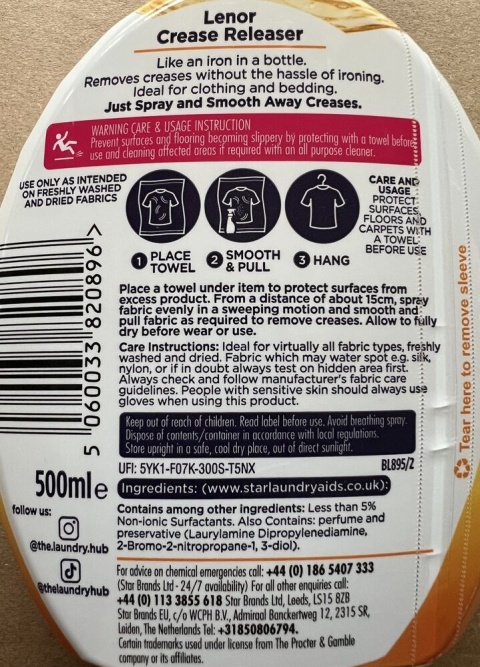 Lenor
Crease Releaser
Like an iron in a bottle.
Removes creases without the hassle of ironing.
Ideal for clothing and bedding.
Just Spray and Smooth Away Creases.
WARNING CARE & USAGE INSTRUCTION
Prevent surfaces and flooring becoming slippery by protecting with a towel before
use and cleaning affected areas if required with an all purpose cleaner.
USE ONLY AS INTENDED
ON FRESHLY WASHED
AND DRIED FABRICS
1 PLACE
TOWEL
2 SMOOTH
& PULL
3 HANG
CARE AND
USAGE
PROTECT
SURFACES,
FLOORS AND
CARPETS WITH
A TOWEL
BEFORE USE
Place a towel under item to protect surfaces from
excess product. From a distance of about 15cm, spray
fabric evenly in a sweeping motion and smooth and
pull fabric as required to remove creases. Allow to fully
dry before wear or use.
Care Instructions: Ideal for virtually all fabric types, freshly
washed and dried. Fabric which may water spot e.g. silk,
nylon, or if in doubt always test on hidden area first.
Always check and follow manufacturer's fabric care
guidelines. People with sensitive skin should always use
gloves when using this product.
Keep out of reach of children. Read label before use. Avoid breathing spray.
Dispose of contents/container in accordance with local regulations.
Store upright in a safe, cool dry place, out of direct sunlight.
UFI: 5YK1-F07K-300S-T5NX
BL895/2
Ingredients: (www.starlaundryaids.co.uk):
Contains among other ingredients: Less than 5%
Non-ionic Surfactants. Also Contains: perfume and
preservative (Laurylamine Dipropylenediamine,
2-Bromo-2-nitropropane-1, 3-diol).
For advice on chemical emergencies call: +44 (0) 186 5407 333
(Star Brands Ltd - 24/7 availability) For all other enquiries call:
+44 (0) 113 3855 618 Star Brands Ltd, Leeds, LS15 8ZB
Star Brands EU, c/o WCPH B.V., Admiraal Banckertweg 12, 2315 SR,
Leiden, The Netherlands Tel: +31850806794.
Certain trademarks used under license from The Procter & Gamble
company or its affiliates.
5 060033 820896 >
500ml e
follow us:
@the.laundry.hub
@thelaundryhub
Tear here to remove sleeve